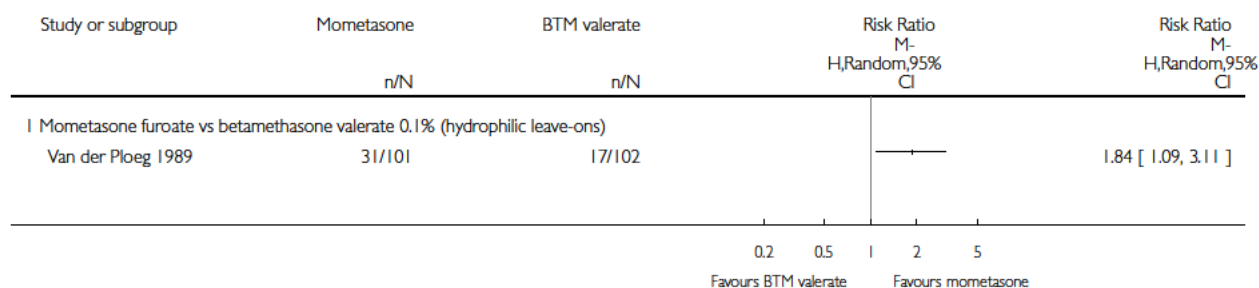 Study or subgroup Mometasone BTM valerate Risk Ratio Risk Ratio
M- M-
H,Random,95% H,Random,95%
n/N n/N CI CI
1 Mometasone furoate vs betamethasone valerate 0.1% (hydrophilic leave-ons)
Van der Ploeg 1989 31/101 17/102 1.84 [ 1.09, 3.11 ]
0.2 0.5 1 2 5
Favours BTM valerate Favours mometasone